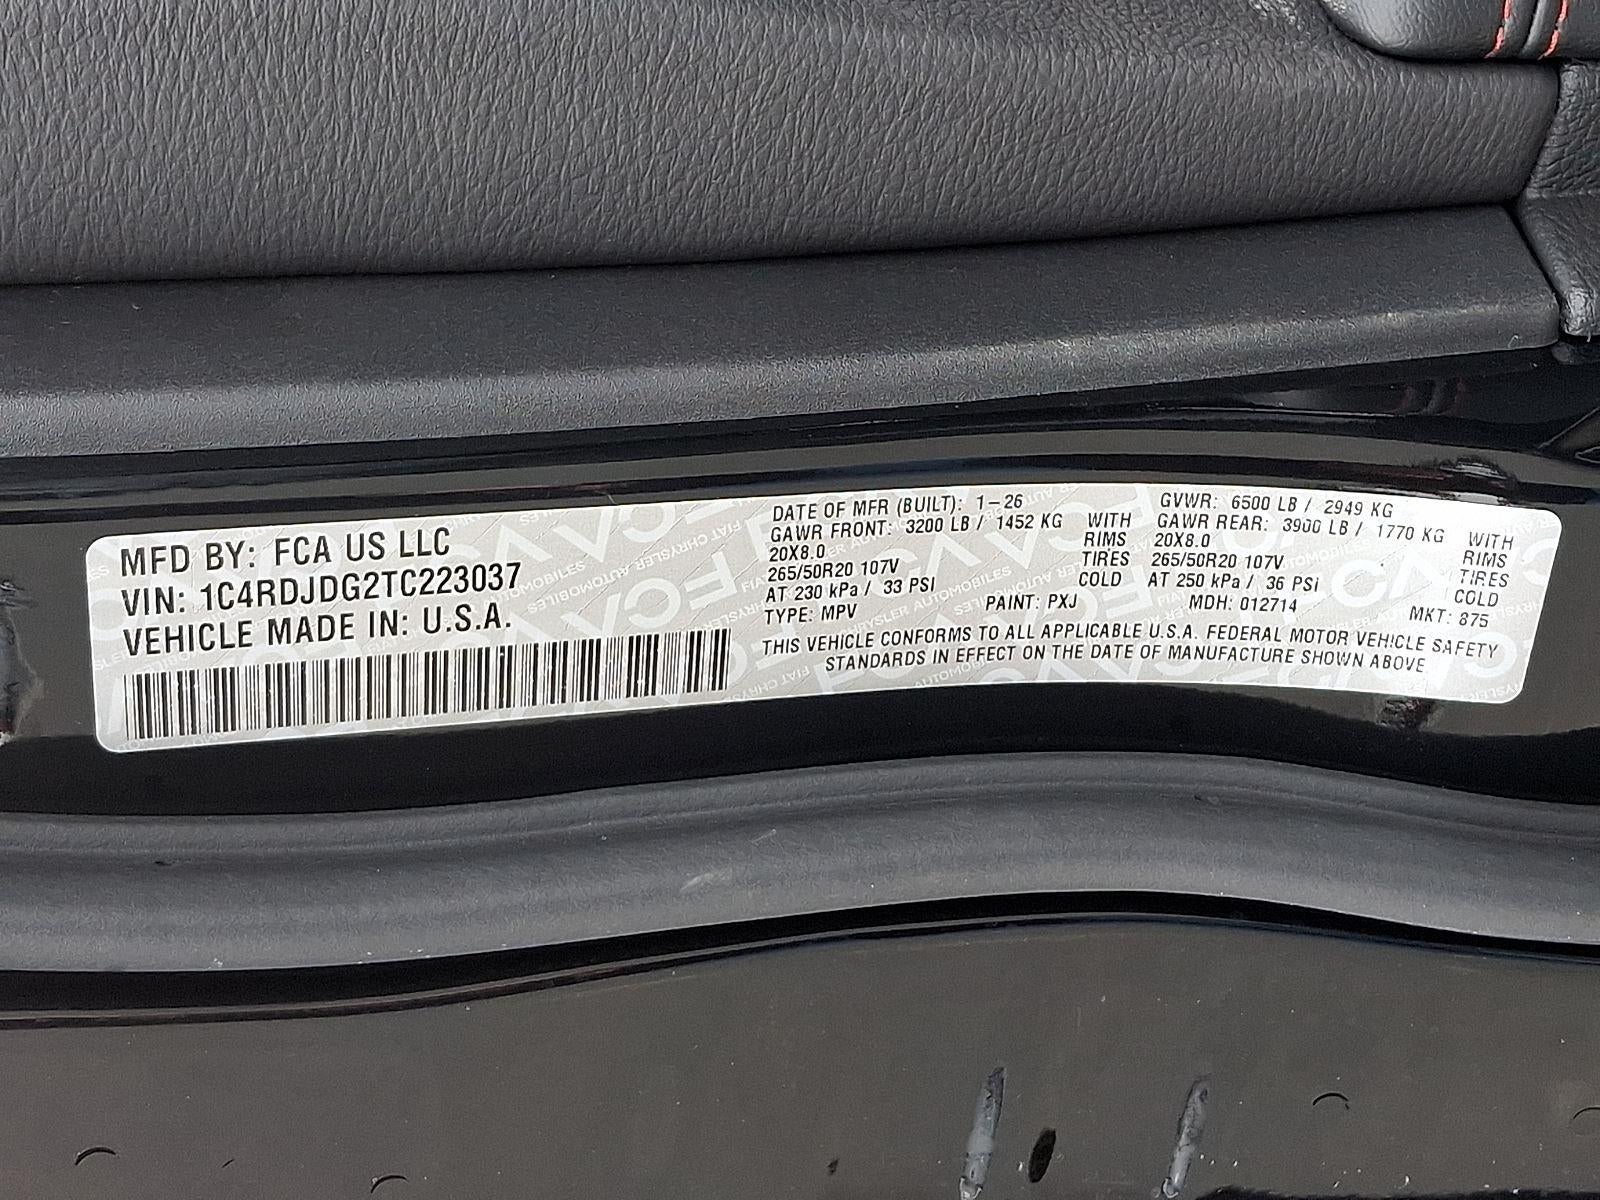 MFD BY: FCA US LLC
VIN: 1C4RDJDG2TC223037
VEHICLE MADE IN: U.S.A.
DATE OF MFR (BUILT): 1-26 GVWR: 6500 LB / 2949 KG
GAWR FRONT: 3200 LB / 1452 KG WITH GAWR REAR: 3900 LB / 1770 KG WITH
20X8.0 RIMS 20X8.0 RIMS
265/50R20 107V TIRES 265/50R20 107V TIRES
AT 230 kPa / 33 PSI COLD AT 250 kPa / 36 PSI COLD
TYPE: MPV PAINT: PXJ MDH: 012714 MKT: 875
THIS VEHICLE CONFORMS TO ALL APPLICABLE U.S.A. FEDERAL MOTOR VEHICLE SAFETY
STANDARDS IN EFFECT ON THE DATE OF MANUFACTURE SHOWN ABOVE.